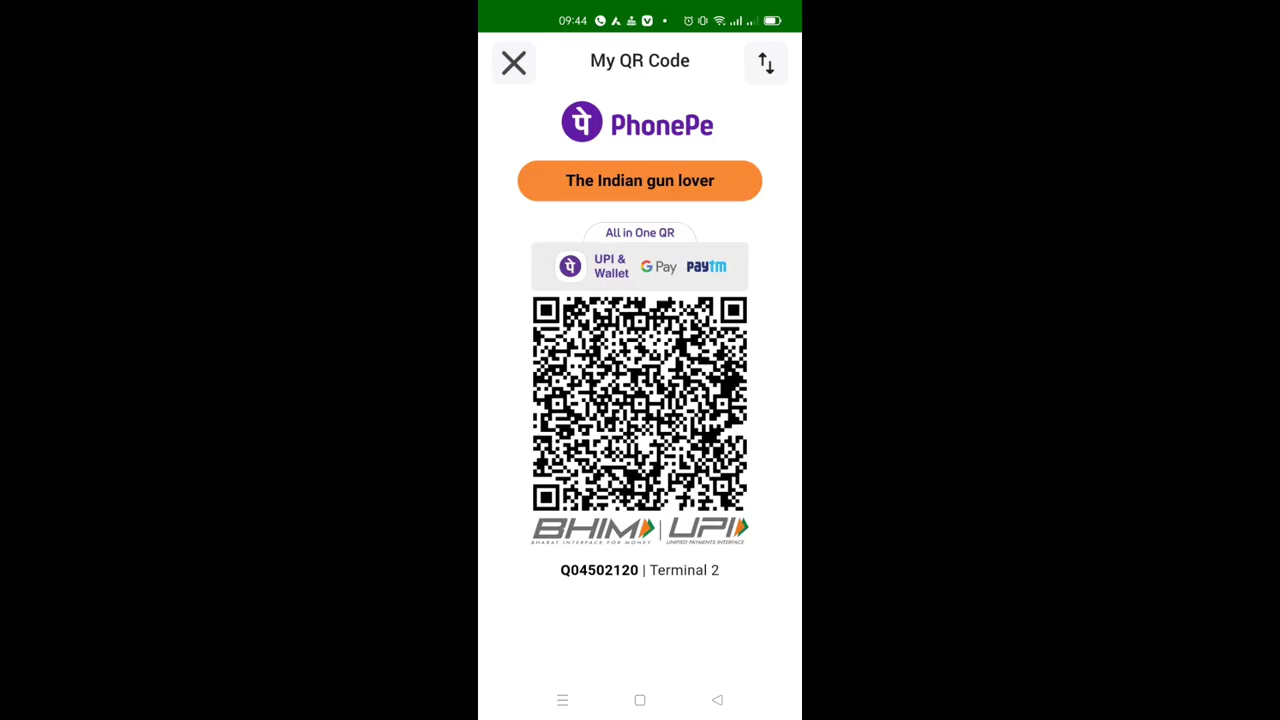 09:44
My QR Code
पे PhonePe
The Indian gun lover
All in One QR
पे UPI & Wallet G Pay paytm
BHIM | UPI
BHARAT INTERFACE FOR MONEY UNIFIED PAYMENTS INTERFACE
Q04502120 | Terminal 2